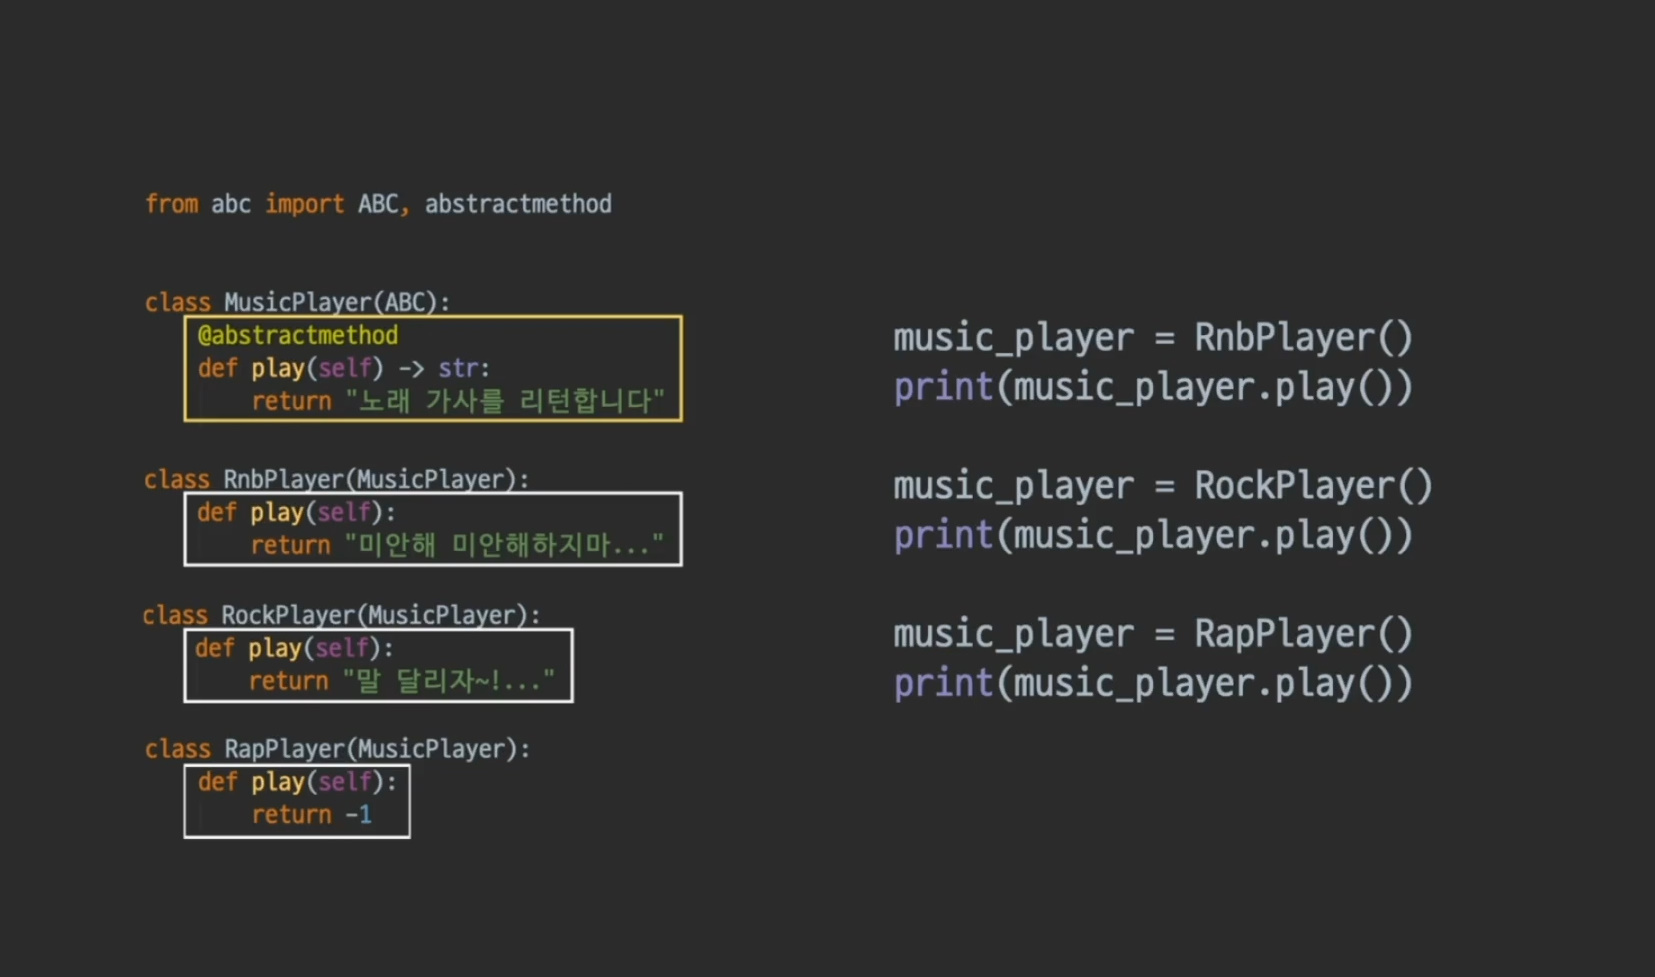 from abc import ABC, abstractmethod
class MusicPlayer(ABC):
@abstractmethod
def play(self) -> str:
return "노래 가사를 리턴합니다"
class RnbPlayer(MusicPlayer):
def play(self):
return "미안해 미안해하지마..."
class RockPlayer(MusicPlayer):
def play(self):
return "말 달리자~!..."
class RapPlayer(MusicPlayer):
def play(self):
return -1
music_player = RnbPlayer()
print(music_player.play())
music_player = RockPlayer()
print(music_player.play())
music_player = RapPlayer()
print(music_player.play())